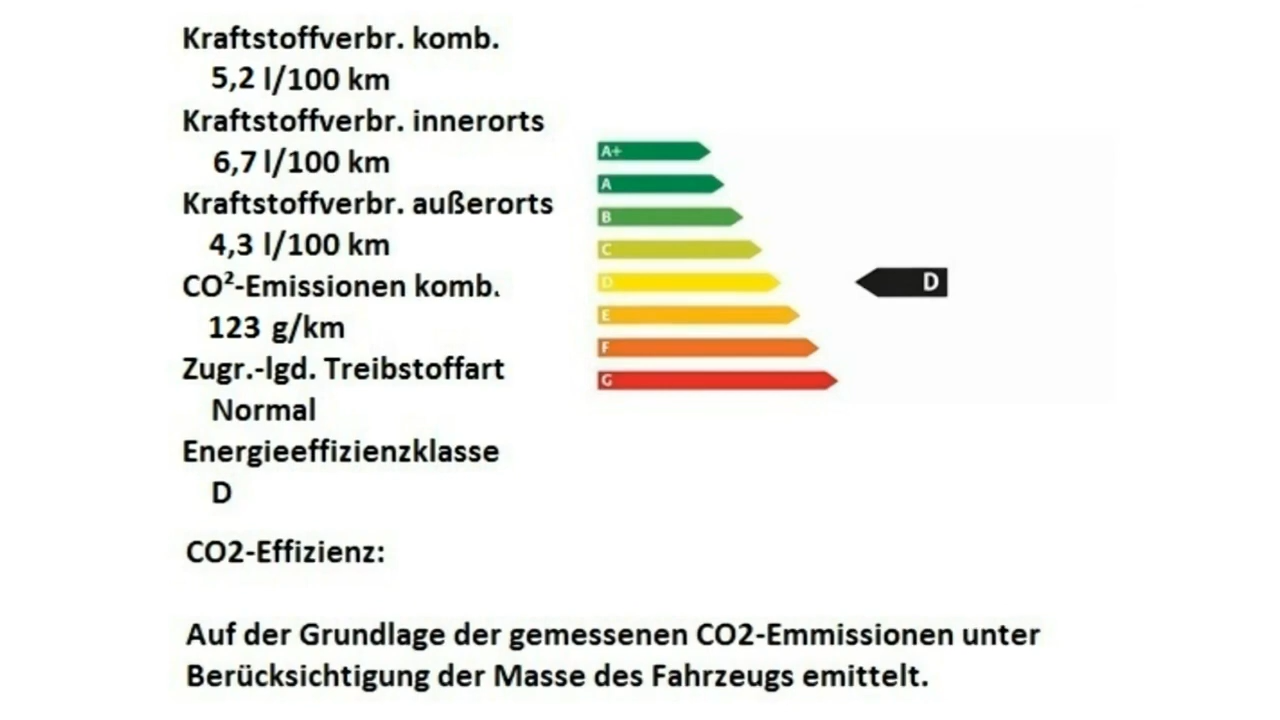 Kraftstoffverbr. komb.
5,2 l/100 km
Kraftstoffverbr. innerorts
6,7 l/100 km
Kraftstoffverbr. außerorts
4,3 l/100 km
CO²-Emissionen komb.
123 g/km
Zugr.-lgd. Treibstoffart
Normal
Energieeffizienzklasse
D
A+
A
B
C
D
D
E
F
G
CO2-Effizienz:
Auf der Grundlage der gemessenen CO2-Emmissionen unter
Berücksichtigung der Masse des Fahrzeugs emittelt.